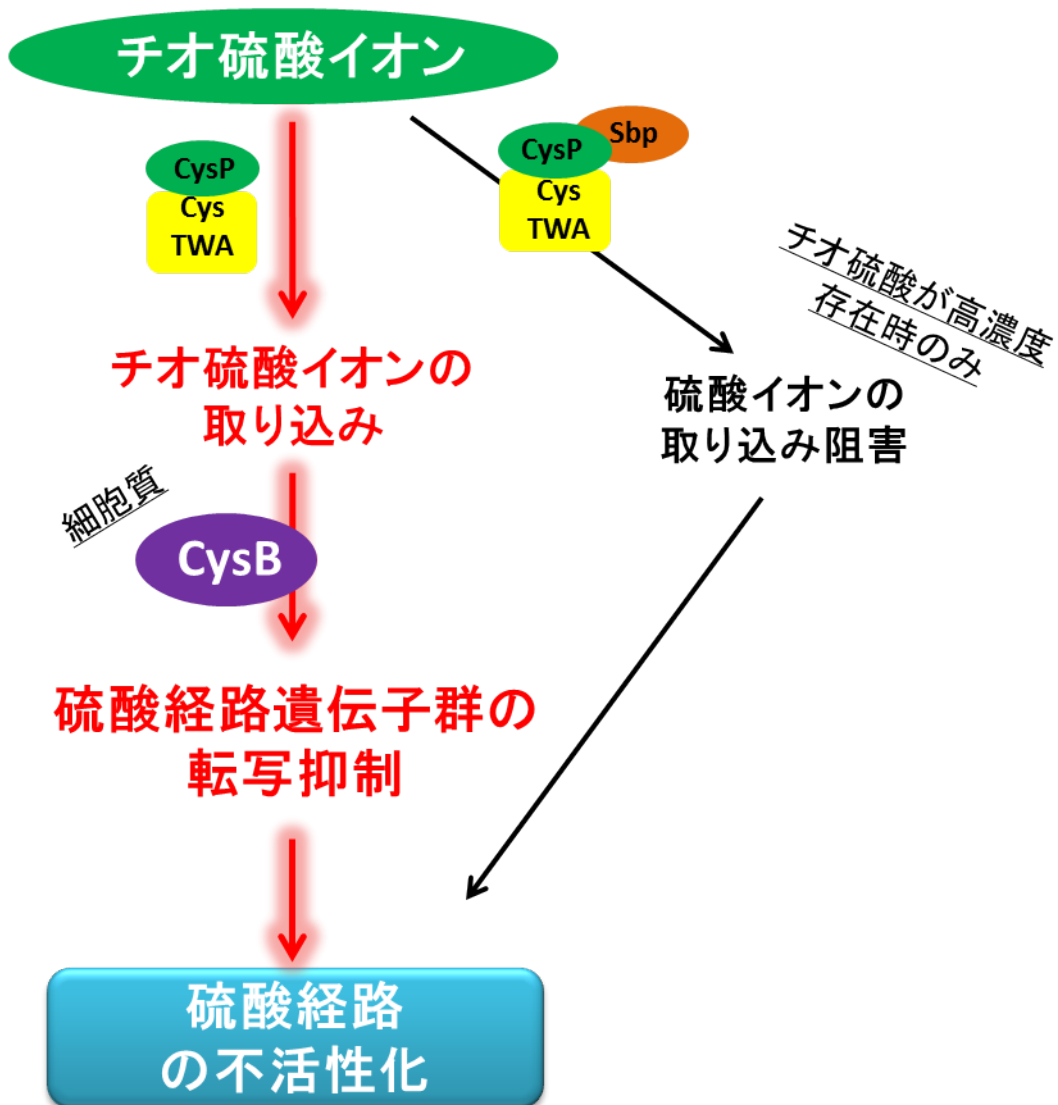 チオ硫酸イオン
CysP
Cys
TWA
Sbp
CysP
Cys
TWA
チオ硫酸が高濃度
存在時のみ
チオ硫酸イオンの
取り込み
硫酸イオンの
取り込み阻害
細胞質
CysB
硫酸経路遺伝子群の
転写抑制
硫酸経路
の不活性化